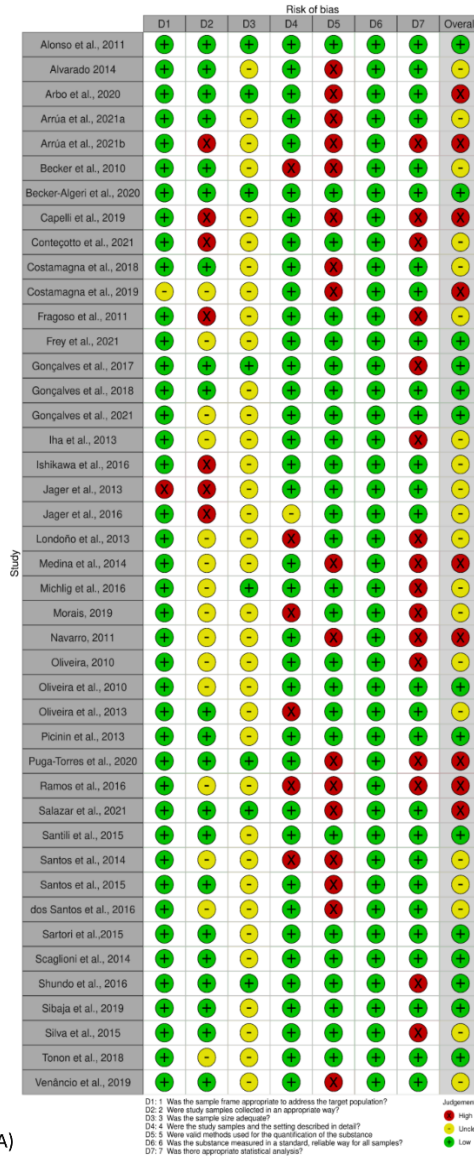 Risk of bias
D1 D2 D3 D4 D5 D6 D7 Overall
Study
Alonso et al., 2011 + + + + + + + +
Alvarado 2014 + + - + X + + -
Arbo et al., 2020 + + + + X + + X
Arrúa et al., 2021a + + - + X + + -
Arrúa et al., 2021b + X - + X + X X
Becker et al., 2010 + + - X X + + -
Becker-Algeri et al., 2020 + + + + + + + +
Capelli et al., 2019 + X - + X + X X
Conteçotto et al., 2021 + X - + + + X -
Costamagna et al., 2018 + + - + X + + -
Costamagna et al., 2019 - - - + X + + X
Fragoso et al., 2011 + X - + + + X -
Frey et al., 2021 + - - + + + + +
Gonçalves et al., 2017 + + + + + + X +
Gonçalves et al., 2018 + + - + + + + +
Gonçalves et al., 2021 + - - + + + + +
Iha et al., 2013 + - - + + + X -
Ishikawa et al., 2016 + X - + + + + -
Jager et al., 2013 X X - + + + + -
Jager et al., 2016 + X - - + + + -
Londoño et al., 2013 + - - X + + X -
Medina et al., 2014 + - - + X + X X
Michlig et al., 2016 + - + + + + X -
Morais, 2019 + - - X + + X -
Navarro, 2011 + - - + X + X X
Oliveira, 2010 + - - + + + X -
Oliveira et al., 2010 + - - + + + + +
Oliveira et al., 2013 + + - X + + + -
Picinin et al., 2013 + + - + + + + +
Puga-Torres et al., 2020 + + + + X + X X
Ramos et al., 2016 + - - X X + X X
Salazar et al., 2021 + + + + X + + X
Santili et al., 2015 + + - + + + + +
Santos et al., 2014 + - - X X + + -
Santos et al., 2015 + + - + X + + -
dos Santos et al., 2016 + - - + X + + -
Sartori et al.,2015 + + - + + + + +
Scaglioni et al., 2014 + + - + + + + +
Shundo et al., 2016 + + + + + + X +
Sibaja et al., 2019 + + - + + + + +
Silva et al., 2015 + + - + + + X -
Tonon et al., 2018 + - - + + + + +
Venâncio et al., 2019 + + - + X + + -
D1: 1 Was the sample frame appropriate to address the target population?
D2: 2 Were study samples collected in an appropriate way?
D3: 3 Was the sample size adequate?
D4: 4 Were the study samples and the setting described in detail?
D5: 5 Were valid methods used for the quantification of the substance
D6: 6 Was the substance measured in a standard, reliable way for all samples?
D7: 7 Was there appropriate statistical analysis?
Judgement
X High
- Uncle
+ Low
A)